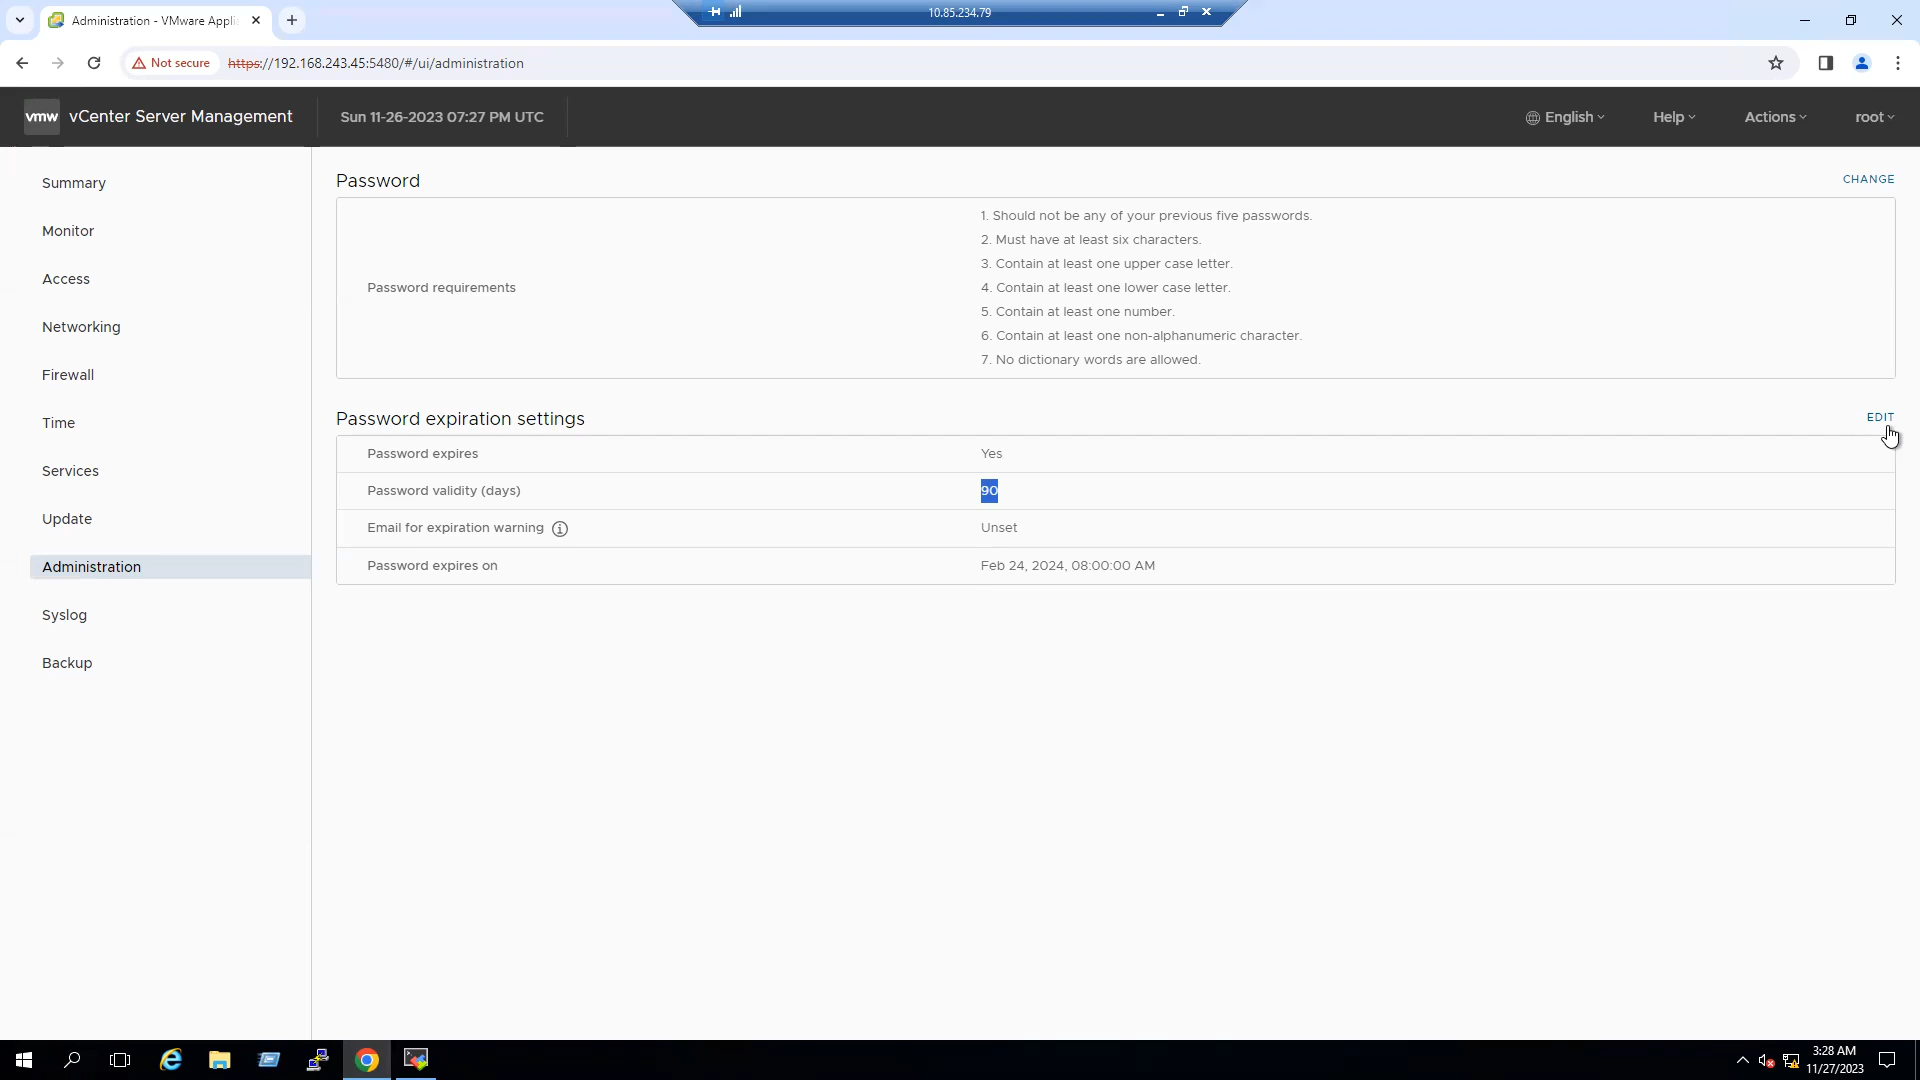 Administration - VMware Appli
10.85.234.79
Not secure
https://192.168.243.45:5480/#/ui/administration
vmw
vCenter Server Management
Sun 11-26-2023 07:27 PM UTC
English
Help
Actions
root
Summary
Monitor
Access
Networking
Firewall
Time
Services
Update
Administration
Syslog
Backup
Password
CHANGE
Password requirements
1. Should not be any of your previous five passwords.
2. Must have at least six characters.
3. Contain at least one upper case letter.
4. Contain at least one lower case letter.
5. Contain at least one number.
6. Contain at least one non-alphanumeric character.
7. No dictionary words are allowed.
Password expiration settings
EDIT
Password expires
Yes
Password validity (days)
90
Email for expiration warning
Unset
Password expires on
Feb 24, 2024, 08:00:00 AM
3:28 AM
11/27/2023